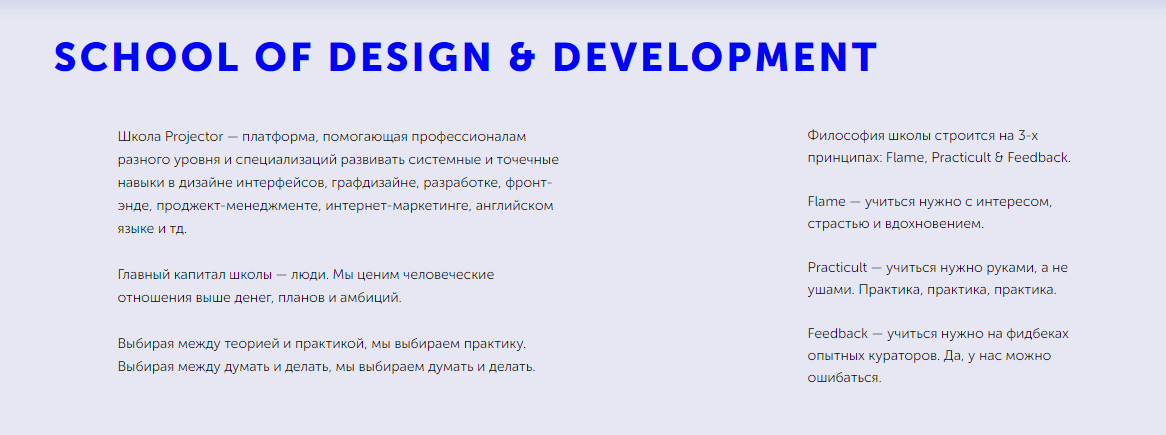 SCHOOL OF DESIGN & DEVELOPMENT
Школа Projector — платформа, помогающая профессионалам
разного уровня и специализаций развивать системные и точечные
навыки в дизайне интерфейсов, графдизайне, разработке, фронт-
энде, проджект-менеджменте, интернет-маркетинге, английском
языке и тд.
Главный капитал школы — люди. Мы ценим человеческие
отношения выше денег, планов и амбиций.
Выбирая между теорией и практикой, мы выбираем практику.
Выбирая между думать и делать, мы выбираем думать и делать.
Философия школы строится на 3-х
принципах: Flame, Practicult & Feedback.
Flame — учиться нужно с интересом,
страстью и вдохновением.
Practicult — учиться нужно руками, а не
ушами. Практика, практика, практика.
Feedback — учиться нужно на фидбеках
опытных кураторов. Да, у нас можно
ошибаться.